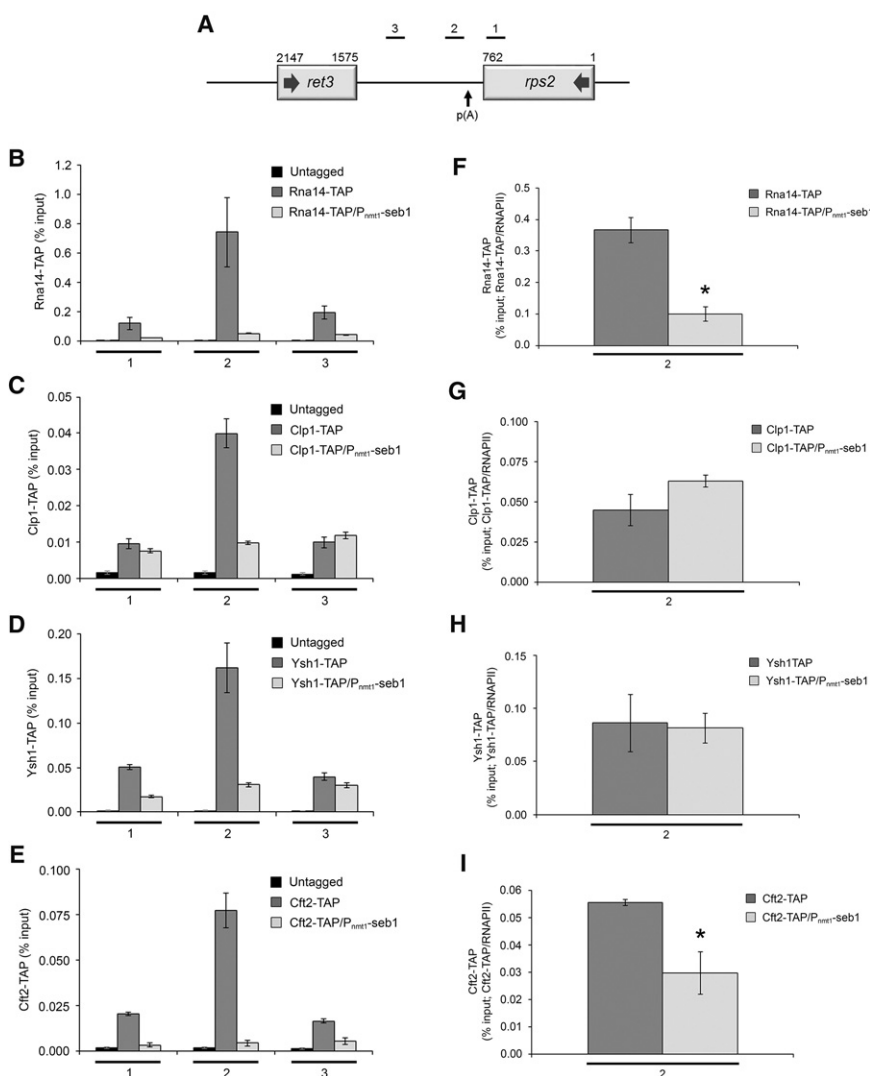 A
3 2 1
2147 1575 762 1
ret3 rps2
p(A)
B
Rna14-TAP (% input)
1.2
1.0
0.8
0.6
0.4
0.2
0.0
Untagged
Rna14-TAP
Rna14-TAP/Pnmt1-seb1
1 2 3
F
Rna14-TAP
(% input; Rna14-TAP/RNAPII)
0.5
0.4
0.3
0.2
0.1
0.0
Rna14-TAP
Rna14-TAP/Pnmt1-seb1
*
2
C
Clp1-TAP (% input)
0.05
0.04
0.03
0.02
0.01
0.00
Untagged
Clp1-TAP
Clp1-TAP/Pnmt1-seb1
1 2 3
G
Clp1-TAP
(% input; Clp1-TAP/RNAPII)
0.100
0.075
0.050
0.025
0.000
Clp1-TAP
Clp1-TAP/Pnmt1-seb1
2
D
Ysh1-TAP (% input)
0.20
0.15
0.10
0.05
0.00
Untagged
Ysh1-TAP
Ysh1-TAP/Pnmt1-seb1
1 2 3
H
Ysh1-TAP
(% input; Ysh1-TAP/RNAPII)
0.15
0.10
0.05
0.00
Ysh1TAP
Ysh1-TAP/Pnmt1-seb1
2
E
Cft2-TAP (% input)
0.100
0.075
0.050
0.025
0.000
Untagged
Cft2-TAP
Cft2-TAP/Pnmt1-seb1
1 2 3
I
Cft2-TAP
(% input; Cft2-TAP/RNAPII)
0.06
0.05
0.04
0.03
0.02
0.01
0.00
Cft2-TAP
Cft2-TAP/Pnmt1-seb1
*
2